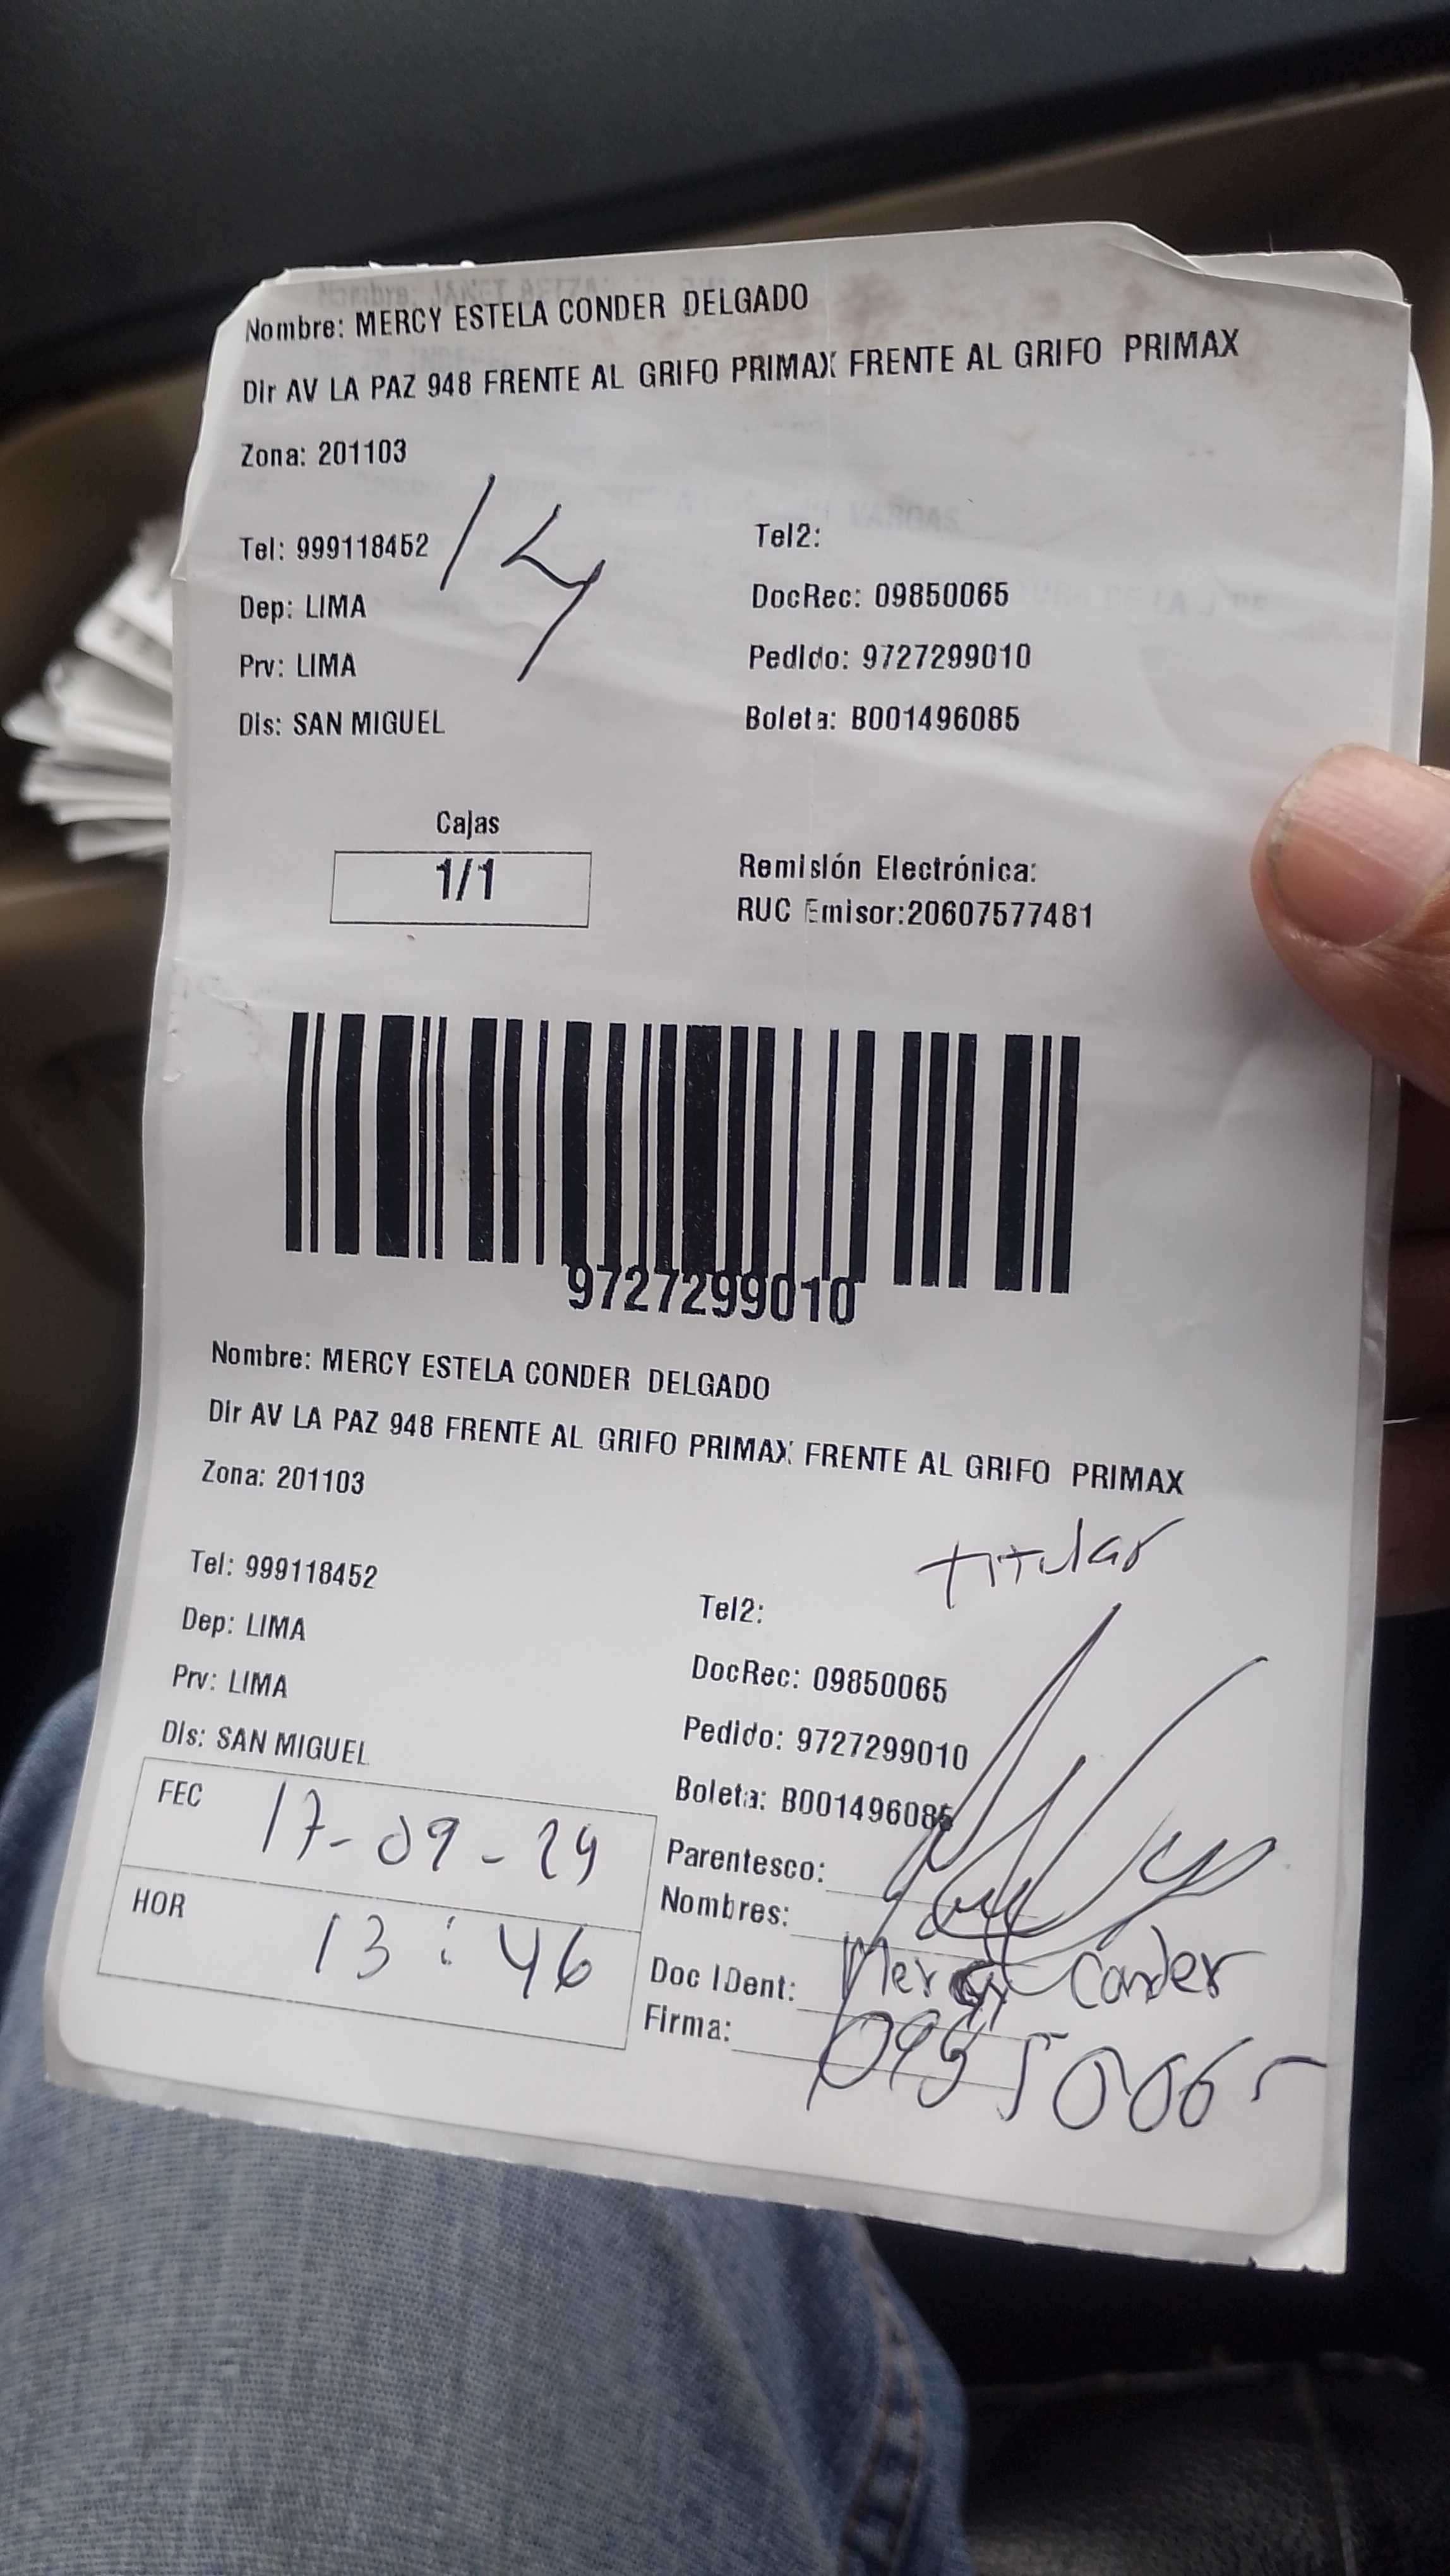 Nombre: MERCY ESTELA CONDER DELGADO
Dir AV LA PAZ 948 FRENTE AL GRIFO PRIMAX FRENTE AL GRIFO PRIMAX
Zona: 201103
Tel: 999118452
Tel2:
14
Dep: LIMA
DocRec: 09850065
Prv: LIMA
Pedido: 9727299010
Dis: SAN MIGUEL
Boleta: B001496085
Cajas
1/1
Remisión Electrónica:
RUC Emisor:20607577481
9727299010
Nombre: MERCY ESTELA CONDER DELGADO
Dir AV LA PAZ 948 FRENTE AL GRIFO PRIMAX FRENTE AL GRIFO PRIMAX
Zona: 201103
titular
Tel: 999118452
Tel2:
Dep: LIMA
DocRec: 09850065
Prv: LIMA
Pedido: 9727299010
Dis: SAN MIGUEL
Boleta: B001496085
FEC 17-09-24
Parentesco:
HOR 13:46
Nombres:
Doc IDent: Mercy Conder
Firma: 09850065